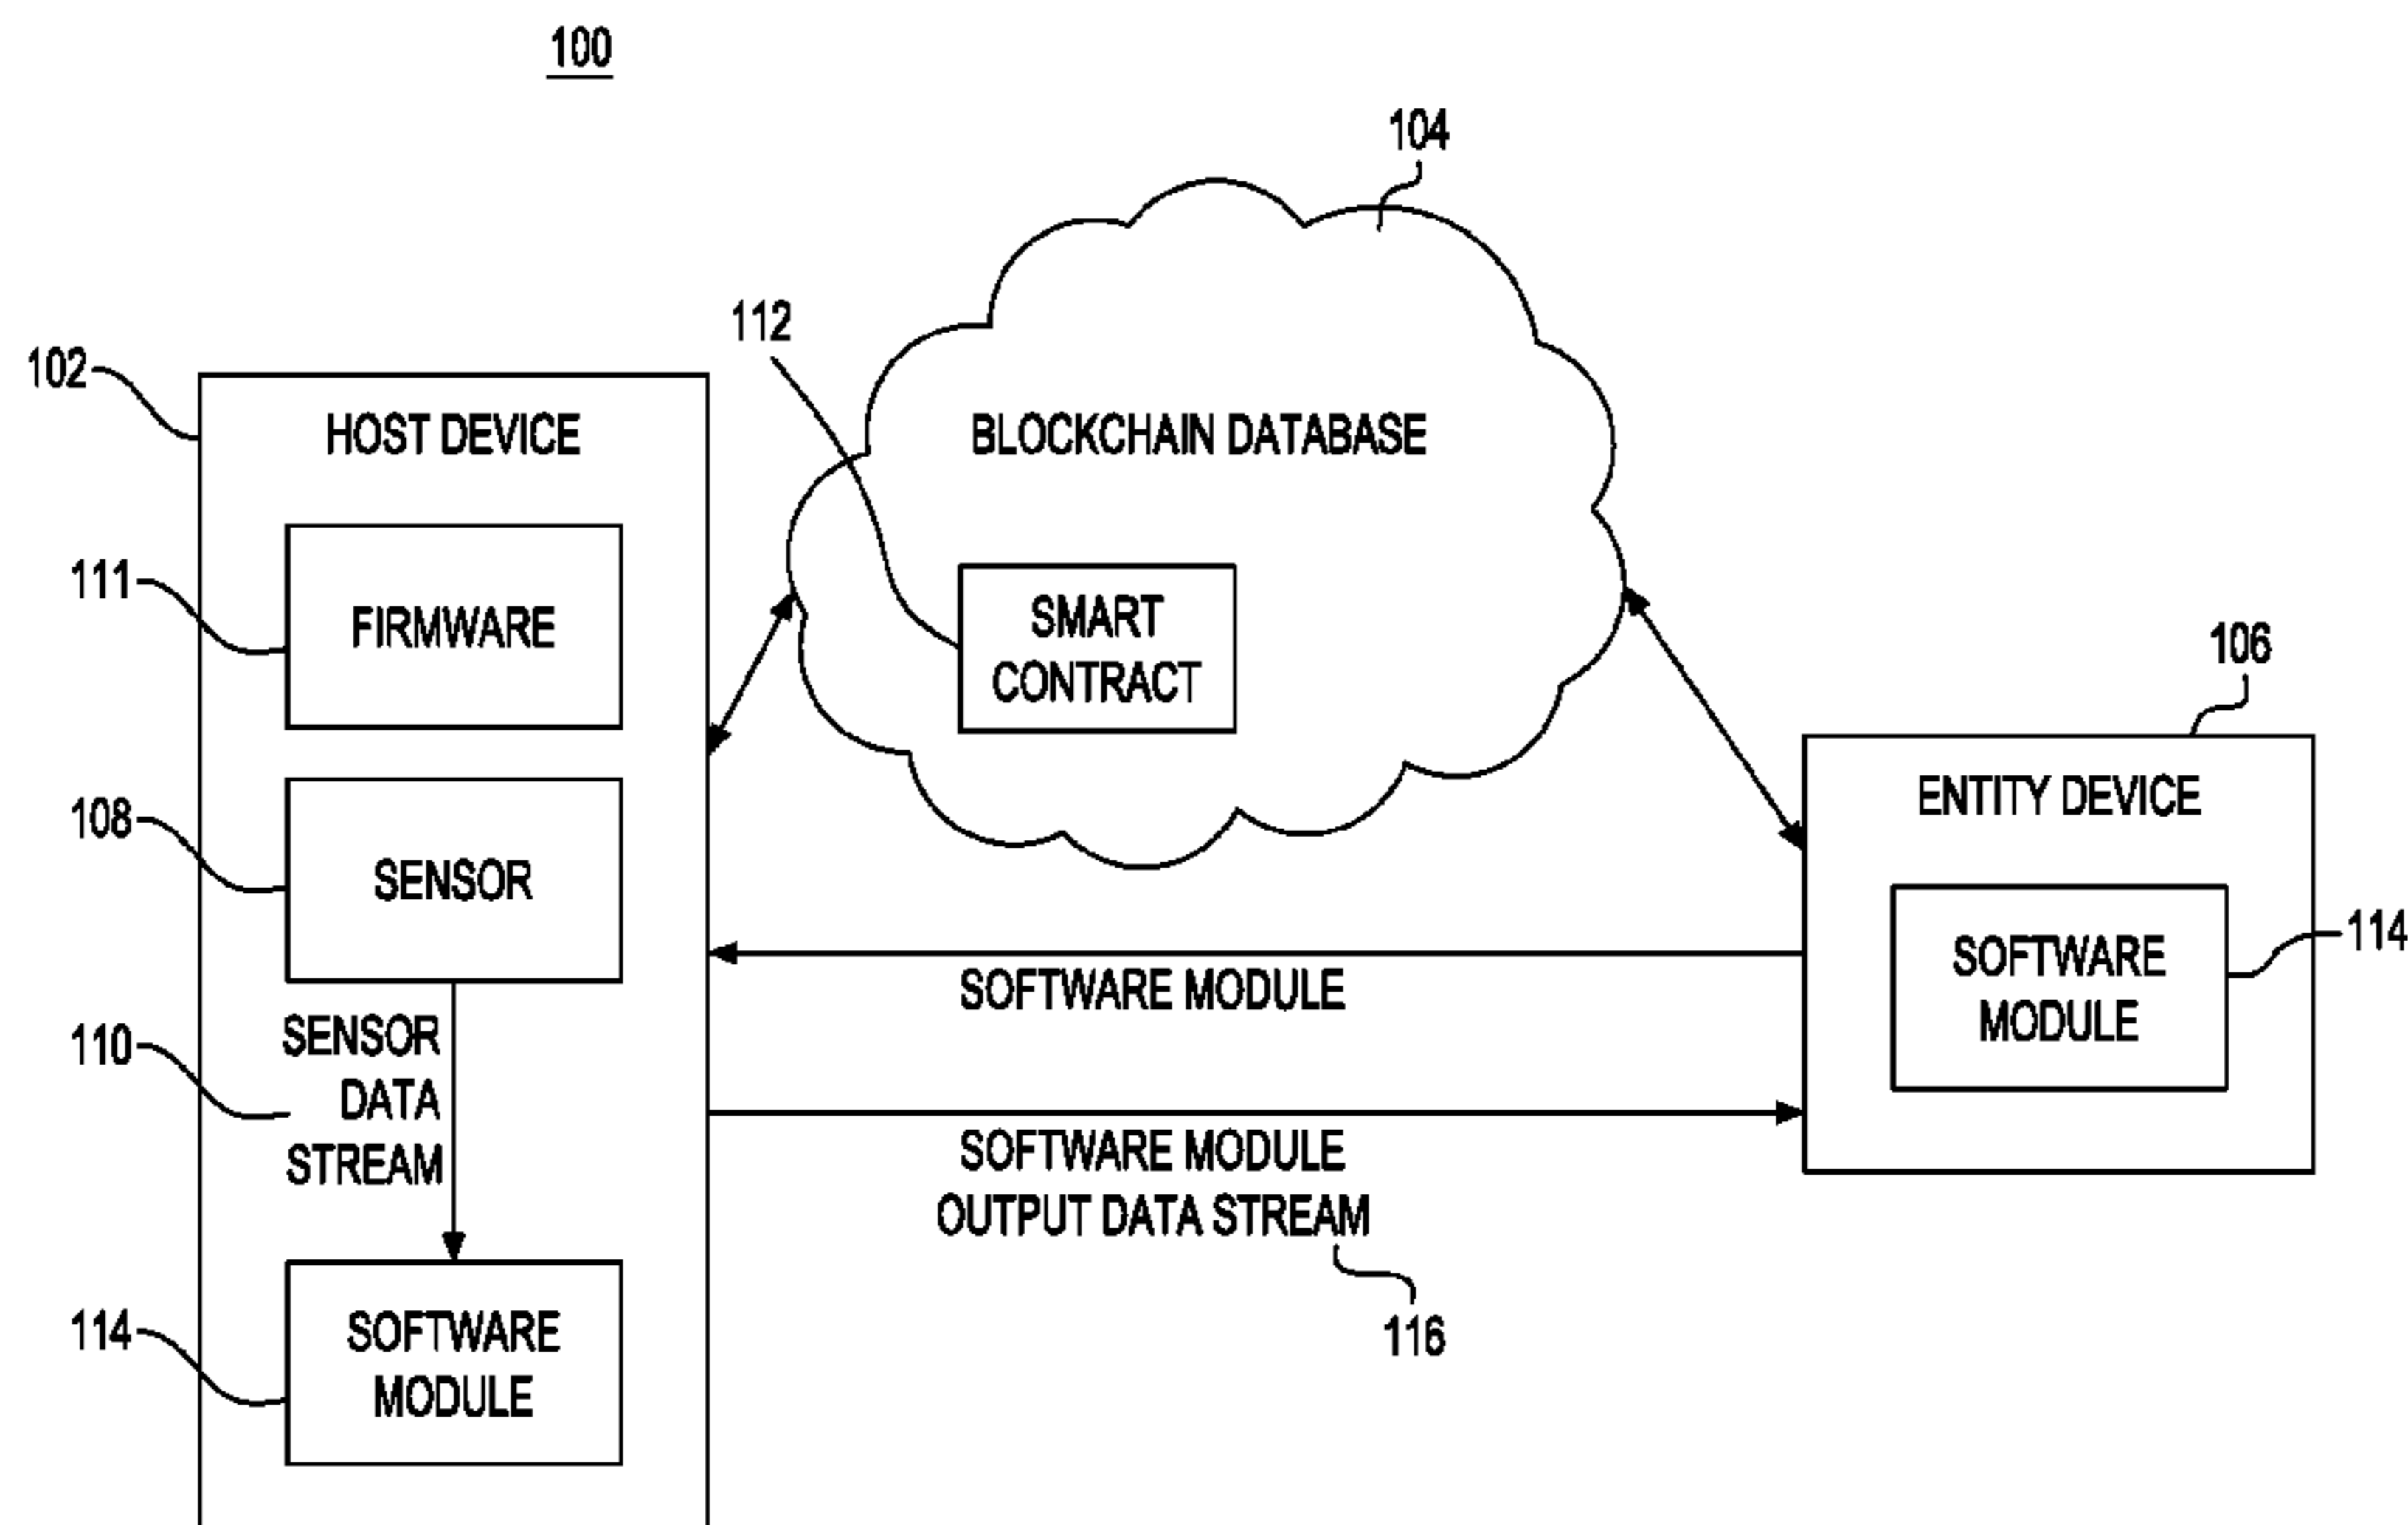 100
104
112
102
HOST DEVICE
BLOCKCHAIN DATABASE
111
FIRMWARE
SMART
CONTRACT
106
ENTITY DEVICE
108
SENSOR
SOFTWARE
MODULE
114
SOFTWARE MODULE
110
SENSOR
DATA
STREAM
SOFTWARE MODULE
OUTPUT DATA STREAM
116
114
SOFTWARE
MODULE